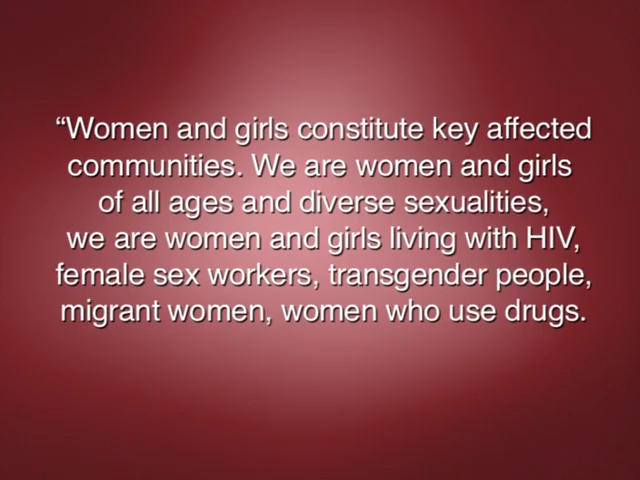 “Women and girls constitute key affected
communities. We are women and girls
of all ages and diverse sexualities,
we are women and girls living with HIV,
female sex workers, transgender people,
migrant women, women who use drugs.